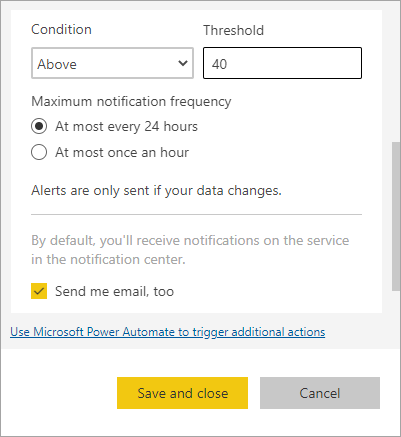 Condition
Threshold
Above
40
Maximum notification frequency
At most every 24 hours
At most once an hour
Alerts are only sent if your data changes.
By default, you'll receive notifications on the service
in the notification center.
Send me email, too
Use Microsoft Power Automate to trigger additional actions
Save and close
Cancel